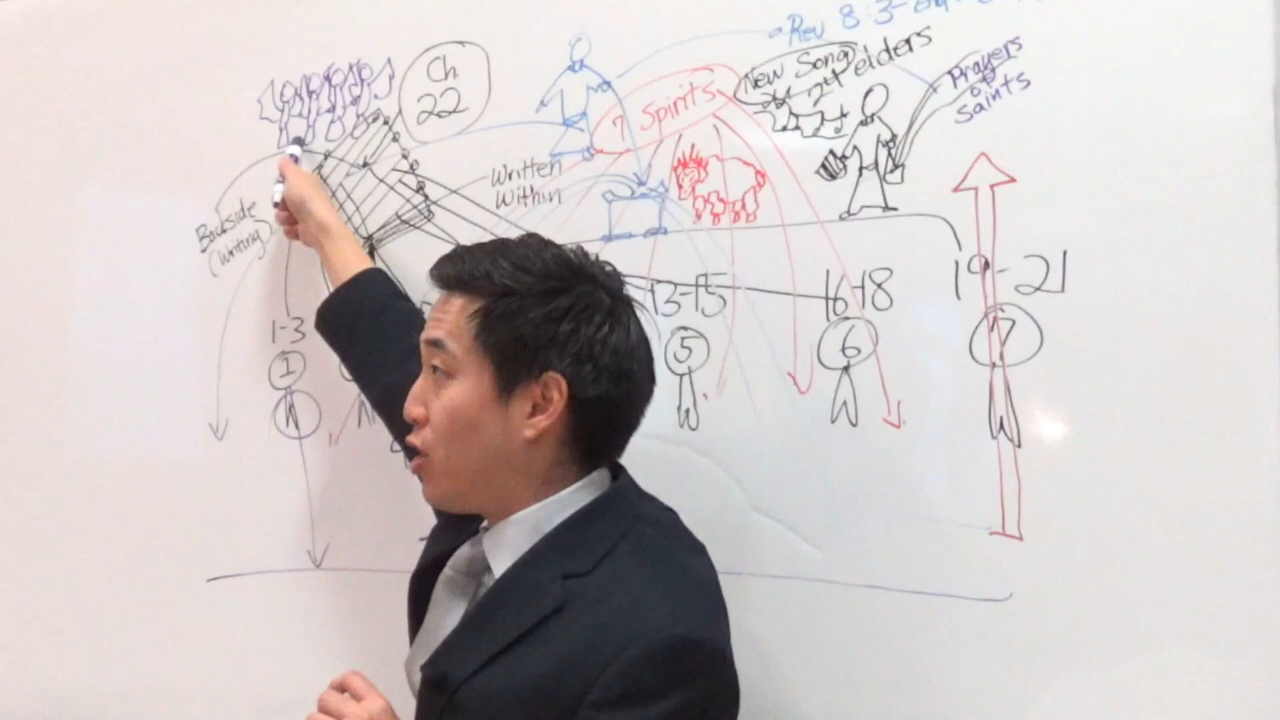 Rev 8:3-
Ch
22
7 Spirits
New Song
24 elders
Prayers
of
Saints
Written
Within
Backside
(Writing)
1-3
13-15
16-18
19-21
1
5
6
7